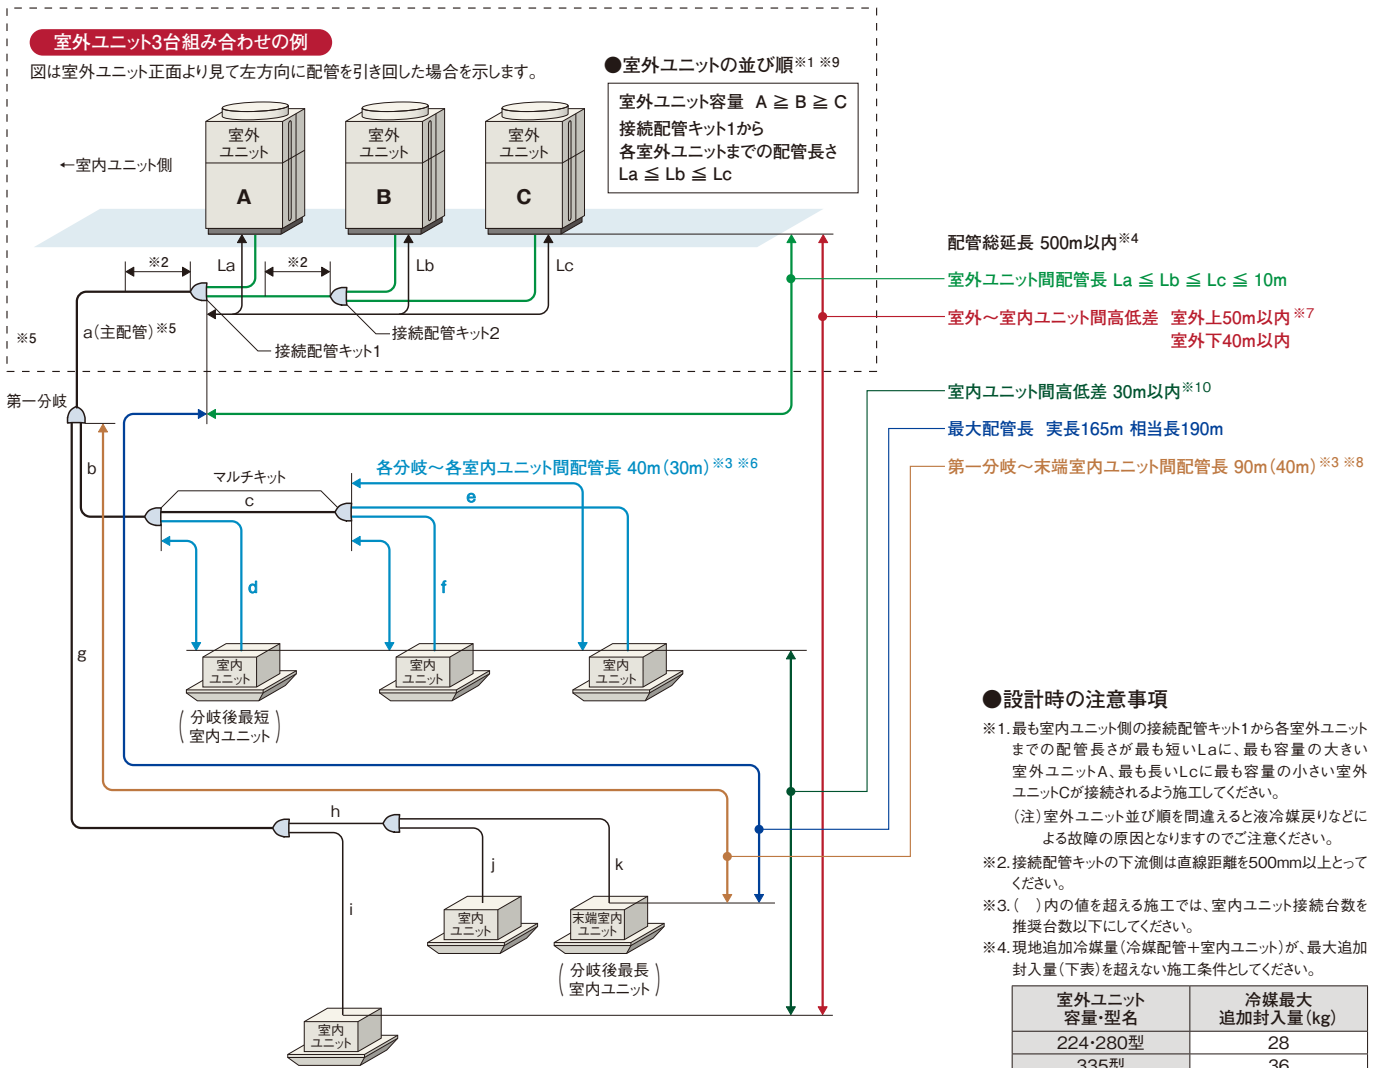 室外ユニット3台組み合わせの例
図は室外ユニット正面より見て左方向に配管を引き回した場合を示します。
●室外ユニットの並び順※1 ※9
室外ユニット容量 A ≧ B ≧ C
接続配管キット1から
各室外ユニットまでの配管長さ
La ≦ Lb ≦ Lc
室外
ユニット
A
室外
ユニット
B
室外
ユニット
C
←室内ユニット側
※2
La
※2
Lb
Lc
※5
a(主配管)※5
接続配管キット1
接続配管キット2
配管総延長 500m以内※4
室外ユニット間配管長 La ≦ Lb ≦ Lc ≦ 10m
室外～室内ユニット間高低差 室外上50m以内※7
室外下40m以内
室内ユニット間高低差 30m以内※10
最大配管長 実長165m 相当長190m
第一分岐～末端室内ユニット間配管長 90m(40m)※3 ※8
第一分岐
b
マルチキット
c
各分岐～各室内ユニット間配管長 40m(30m)※3 ※6
e
d
f
g
室内
ユニット
(分岐後最短
室内ユニット)
室内
ユニット
室内
ユニット
h
i
j
k
室内
ユニット
末端室内
ユニット
(分岐後最長
室内ユニット)
室内
ユニット
●設計時の注意事項
※1.最も室内ユニット側の接続配管キット1から各室外ユニット
までの配管長さが最も短いLaに、最も容量の大きい
室外ユニットA、最も長いLcに最も容量の小さい室外
ユニットCが接続されるよう施工してください。
(注)室外ユニット並び順を間違えると液冷媒戻りなどに
よる故障の原因となりますのでご注意ください。
※2.接続配管キットの下流側は直線距離を500mm以上とって
ください。
※3.( )内の値を超える施工では、室内ユニット接続台数を
推奨台数以下にしてください。
※4.現地追加冷媒量(冷媒配管＋室内ユニット)が、最大追加
封入量(下表)を超えない施工条件としてください。
室外ユニット
容量・型名
冷媒最大
追加封入量(kg)
224・280型 28
335型 36